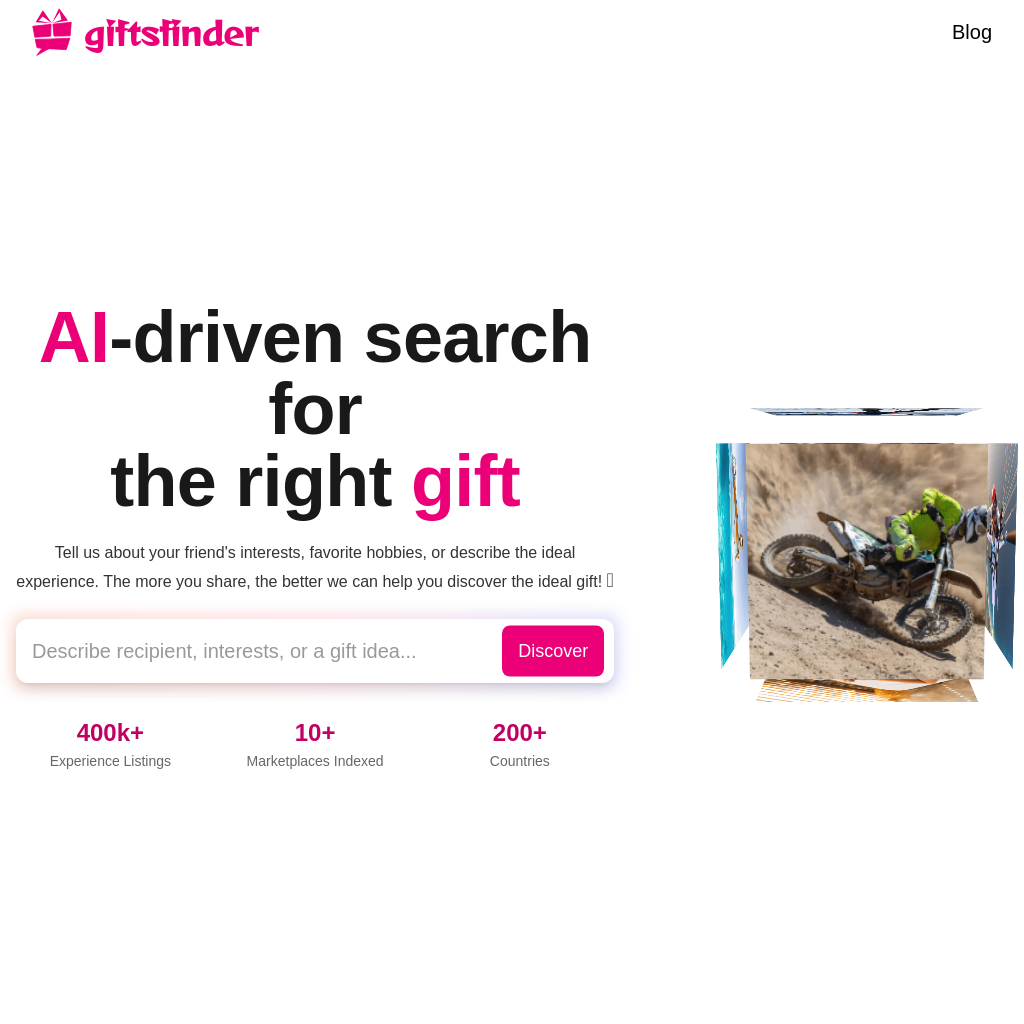 giftsfinder
Blog
AI-driven search
for
the right gift
Tell us about your friend's interests, favorite hobbies, or describe the ideal
experience. The more you share, the better we can help you discover the ideal gift!
Describe recipient, interests, or a gift idea...
Discover
400k+
10+
200+
Experience Listings
Marketplaces Indexed
Countries